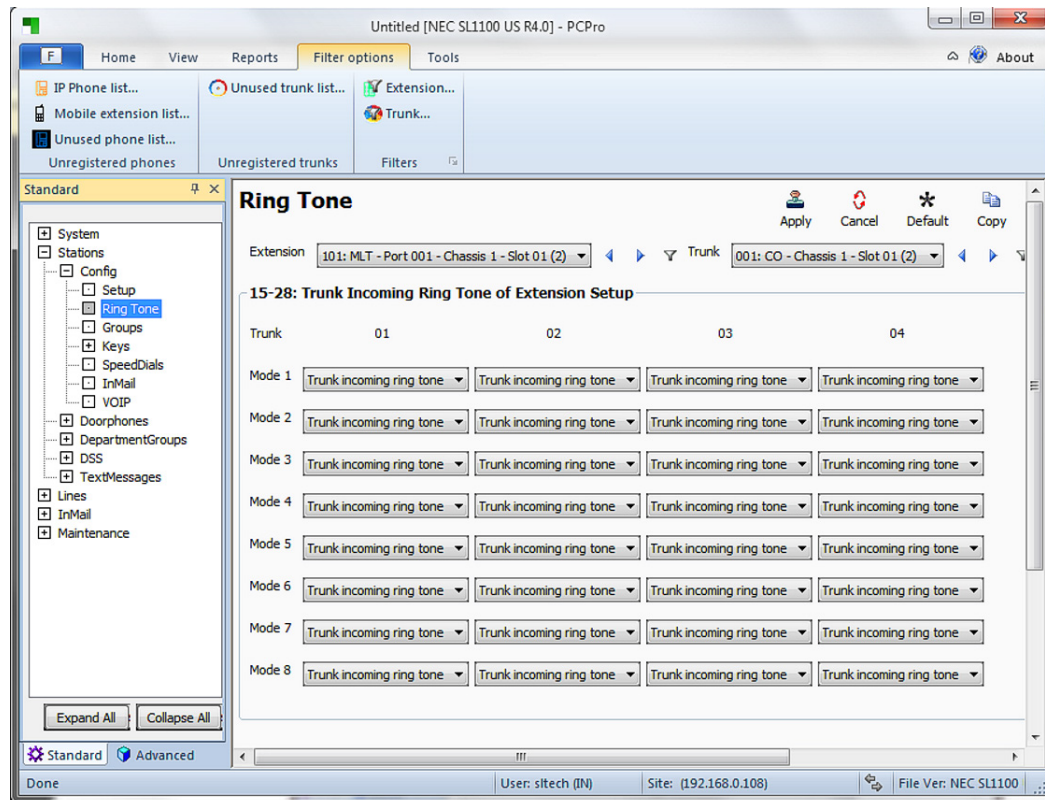 Untitled [NEC SL1100 US R4.0] - PCPro
F Home View Reports Filter options Tools About
IP Phone list... Unused trunk list... Extension...
Mobile extension list... Trunk...
Unused phone list...
Unregistered phones Unregistered trunks Filters
Standard
System
Stations
Config
Setup
Ring Tone
Groups
Keys
SpeedDials
InMail
VOIP
Doorphones
DepartmentGroups
DSS
TextMessages
Lines
InMail
Maintenance
Expand All Collapse All
Standard Advanced
Ring Tone
Apply Cancel Default Copy
Extension 101: MLT - Port 001 - Chassis 1 - Slot 01 (2) Trunk 001: CO - Chassis 1 - Slot 01 (2)
15-28: Trunk Incoming Ring Tone of Extension Setup
Trunk 01 02 03 04
Mode 1 Trunk incoming ring tone Trunk incoming ring tone Trunk incoming ring tone Trunk incoming ring tone
Mode 2 Trunk incoming ring tone Trunk incoming ring tone Trunk incoming ring tone Trunk incoming ring tone
Mode 3 Trunk incoming ring tone Trunk incoming ring tone Trunk incoming ring tone Trunk incoming ring tone
Mode 4 Trunk incoming ring tone Trunk incoming ring tone Trunk incoming ring tone Trunk incoming ring tone
Mode 5 Trunk incoming ring tone Trunk incoming ring tone Trunk incoming ring tone Trunk incoming ring tone
Mode 6 Trunk incoming ring tone Trunk incoming ring tone Trunk incoming ring tone Trunk incoming ring tone
Mode 7 Trunk incoming ring tone Trunk incoming ring tone Trunk incoming ring tone Trunk incoming ring tone
Mode 8 Trunk incoming ring tone Trunk incoming ring tone Trunk incoming ring tone Trunk incoming ring tone
Done User: sltech (IN) Site: (192.168.0.108) File Ver: NEC SL1100